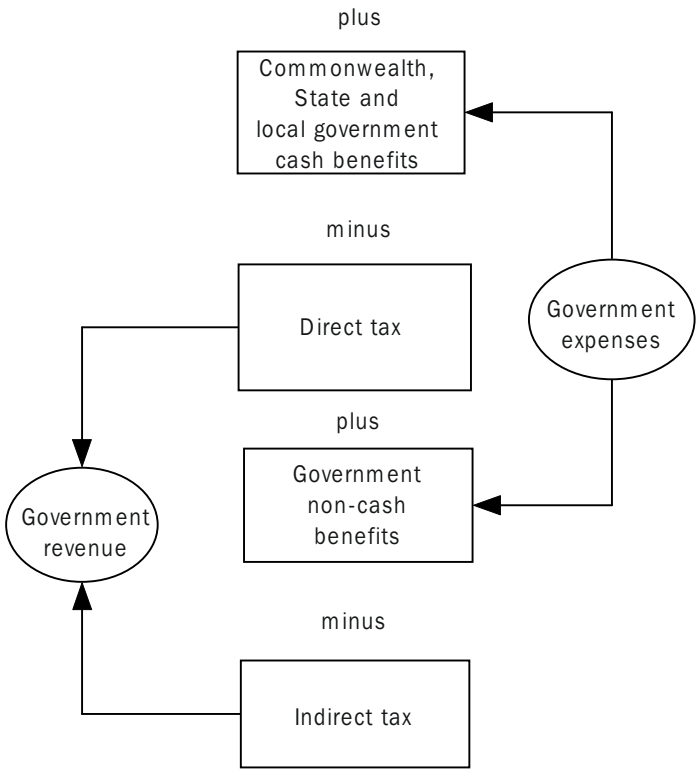 plus
Commonwealth,
State and
local government
cash benefits
minus
Direct tax
Government
expenses
plus
Government
non-cash
benefits
Government
revenue
minus
Indirect tax